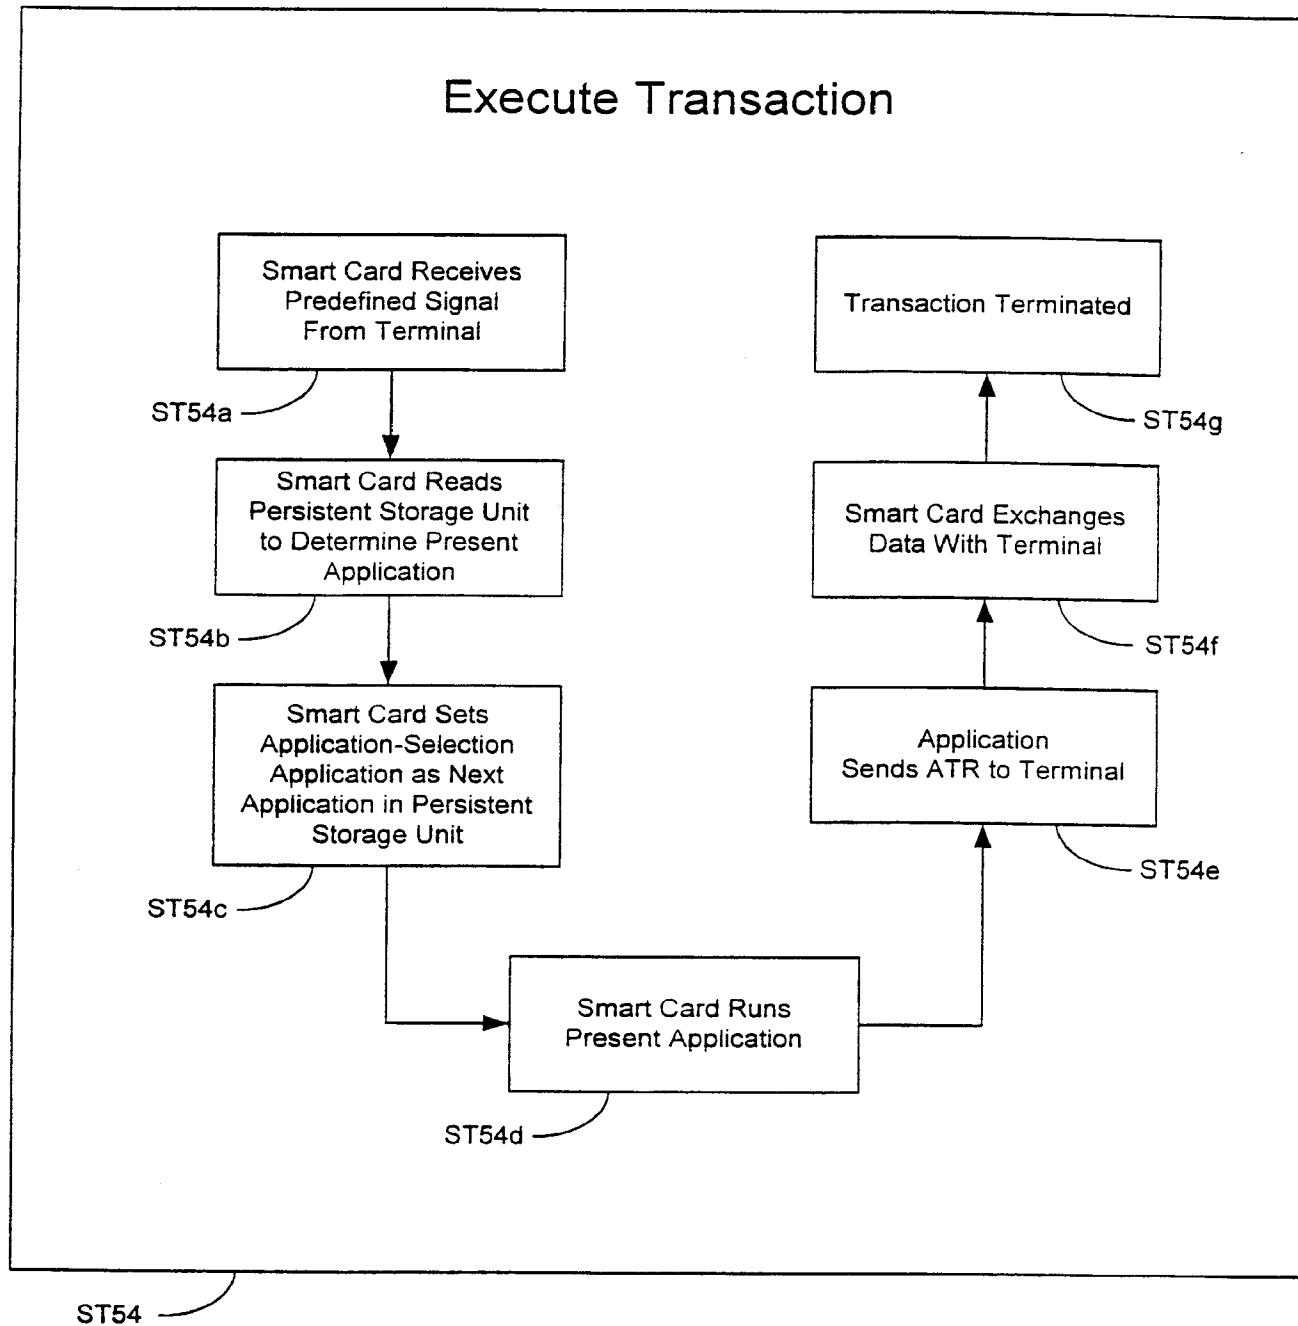 Execute Transaction
Smart Card Receives
Predefined Signal
From Terminal
ST54a
Smart Card Reads
Persistent Storage Unit
to Determine Present
Application
ST54b
Smart Card Sets
Application-Selection
Application as Next
Application in Persistent
Storage Unit
ST54c
Smart Card Runs
Present Application
ST54d
Application
Sends ATR to Terminal
ST54e
Smart Card Exchanges
Data With Terminal
ST54f
Transaction Terminated
ST54g
ST54